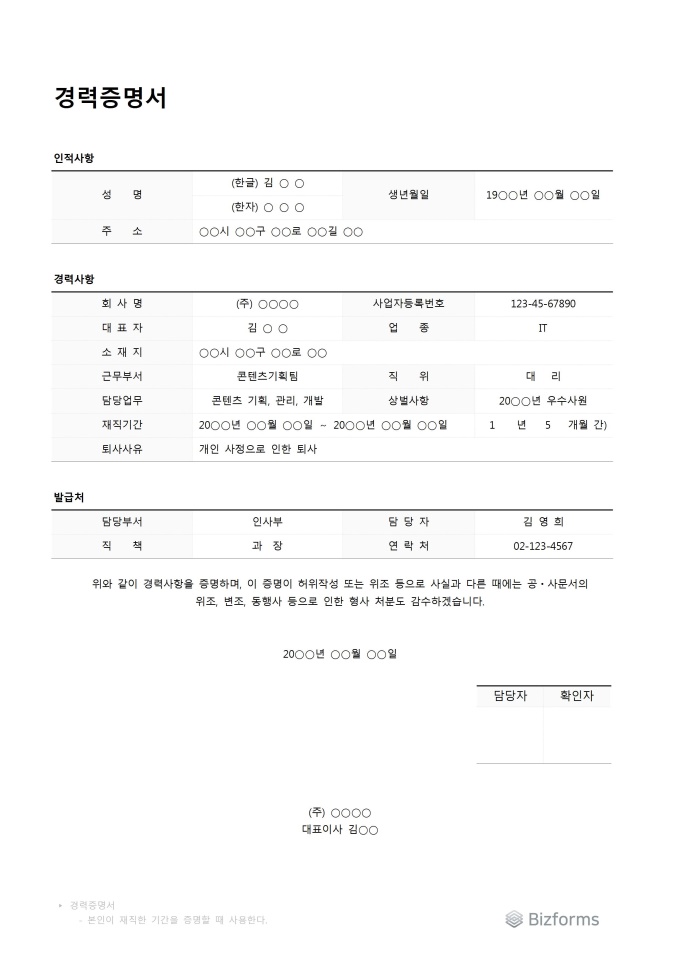 경력증명서
인적사항
성 명 (한글) 김 ○ ○ 생년월일 19○○년 ○○월 ○○일
(한자) ○ ○ ○
주 소 ○○시 ○○구 ○○로 ○○길 ○○
경력사항
회 사 명 (주) ○○○○ 사업자등록번호 123-45-67890
대 표 자 김 ○ ○ 업 종 IT
소 재 지 ○○시 ○○구 ○○로 ○○
근무부서 콘텐츠기획팀 직 위 대 리
담당업무 콘텐츠 기획, 관리, 개발 상벌사항 20○○년 우수사원
재직기간 20○○년 ○○월 ○○일 ~ 20○○년 ○○월 ○○일 1 년 5 개월 간)
퇴사사유 개인 사정으로 인한 퇴사
발급처
담당부서 인사부 담 당 자 김 영 희
직 책 과 장 연 락 처 02-123-4567
위와 같이 경력사항을 증명하며, 이 증명이 허위작성 또는 위조 등으로 사실과 다른 때에는 공・사문서의
위조, 변조, 동행사 등으로 인한 형사 처분도 감수하겠습니다.
20○○년 ○○월 ○○일
담당자 확인자
(주) ○○○○
대표이사 김○○
• 경력증명서
- 본인이 재직한 기간을 증명할 때 사용한다.
Bizforms